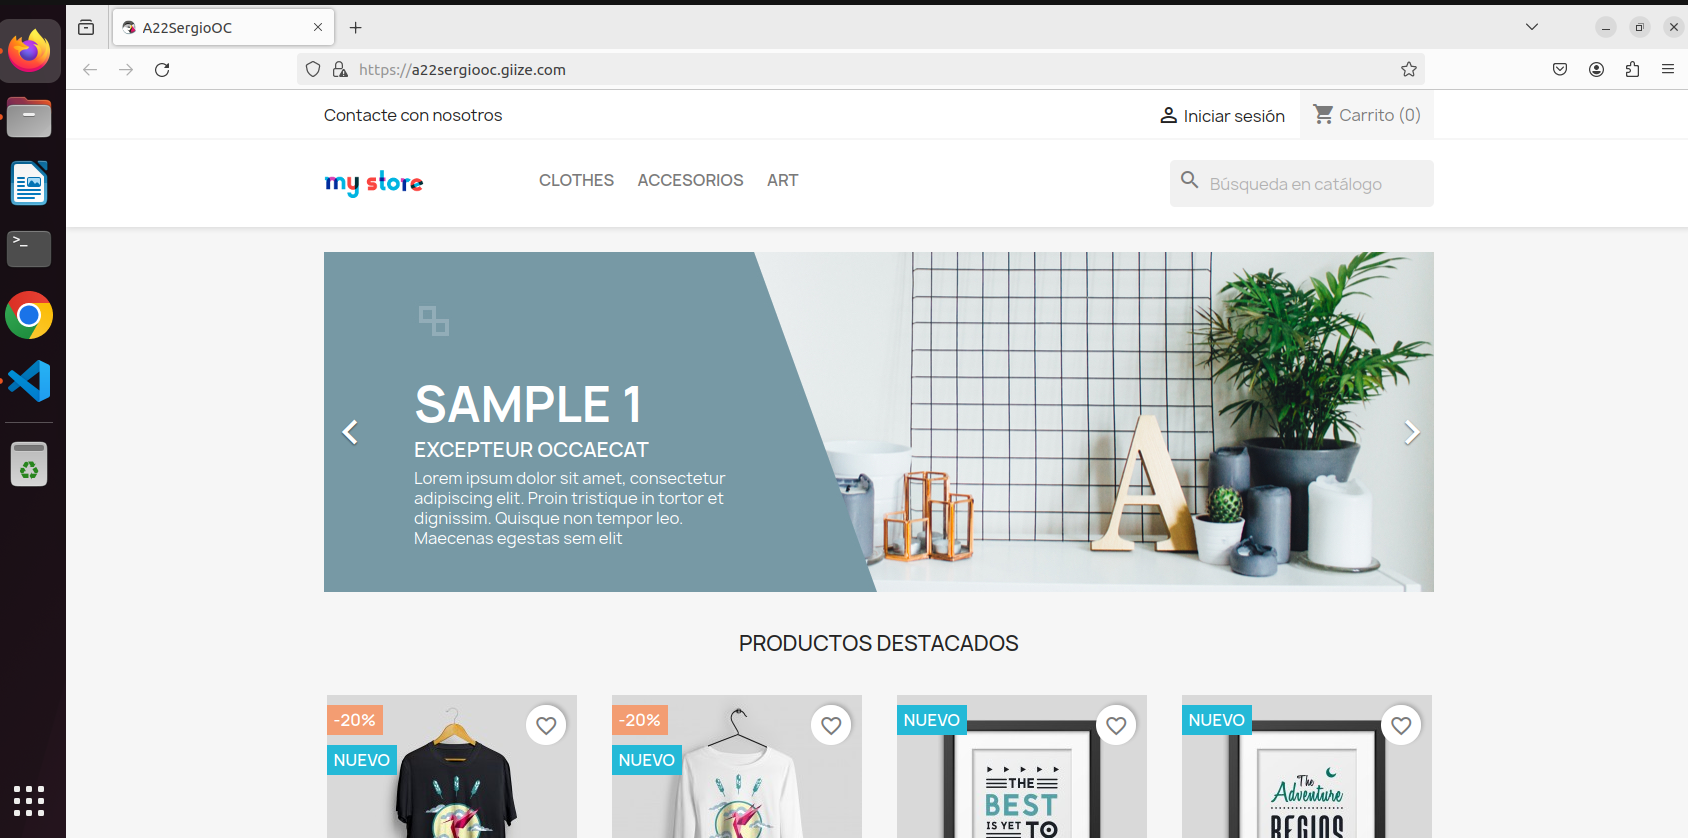 A22SergioOC
https://a22sergiooc.giize.com
Contacte con nosotros
Iniciar sesión
Carrito (0)
my store
CLOTHES
ACCESORIOS
ART
Búsqueda en catálogo
SAMPLE 1
EXCEPTEUR OCCAECAT
Lorem ipsum dolor sit amet, consectetur
adipiscing elit. Proin tristique in tortor et
dignissim. Quisque non tempor leo.
Maecenas egestas sem elit
A
PRODUCTOS DESTACADOS
-20%
NUEVO
-20%
NUEVO
NUEVO
THE
BEST
IS YET
TO
NUEVO
The
Adventure
BEGINS